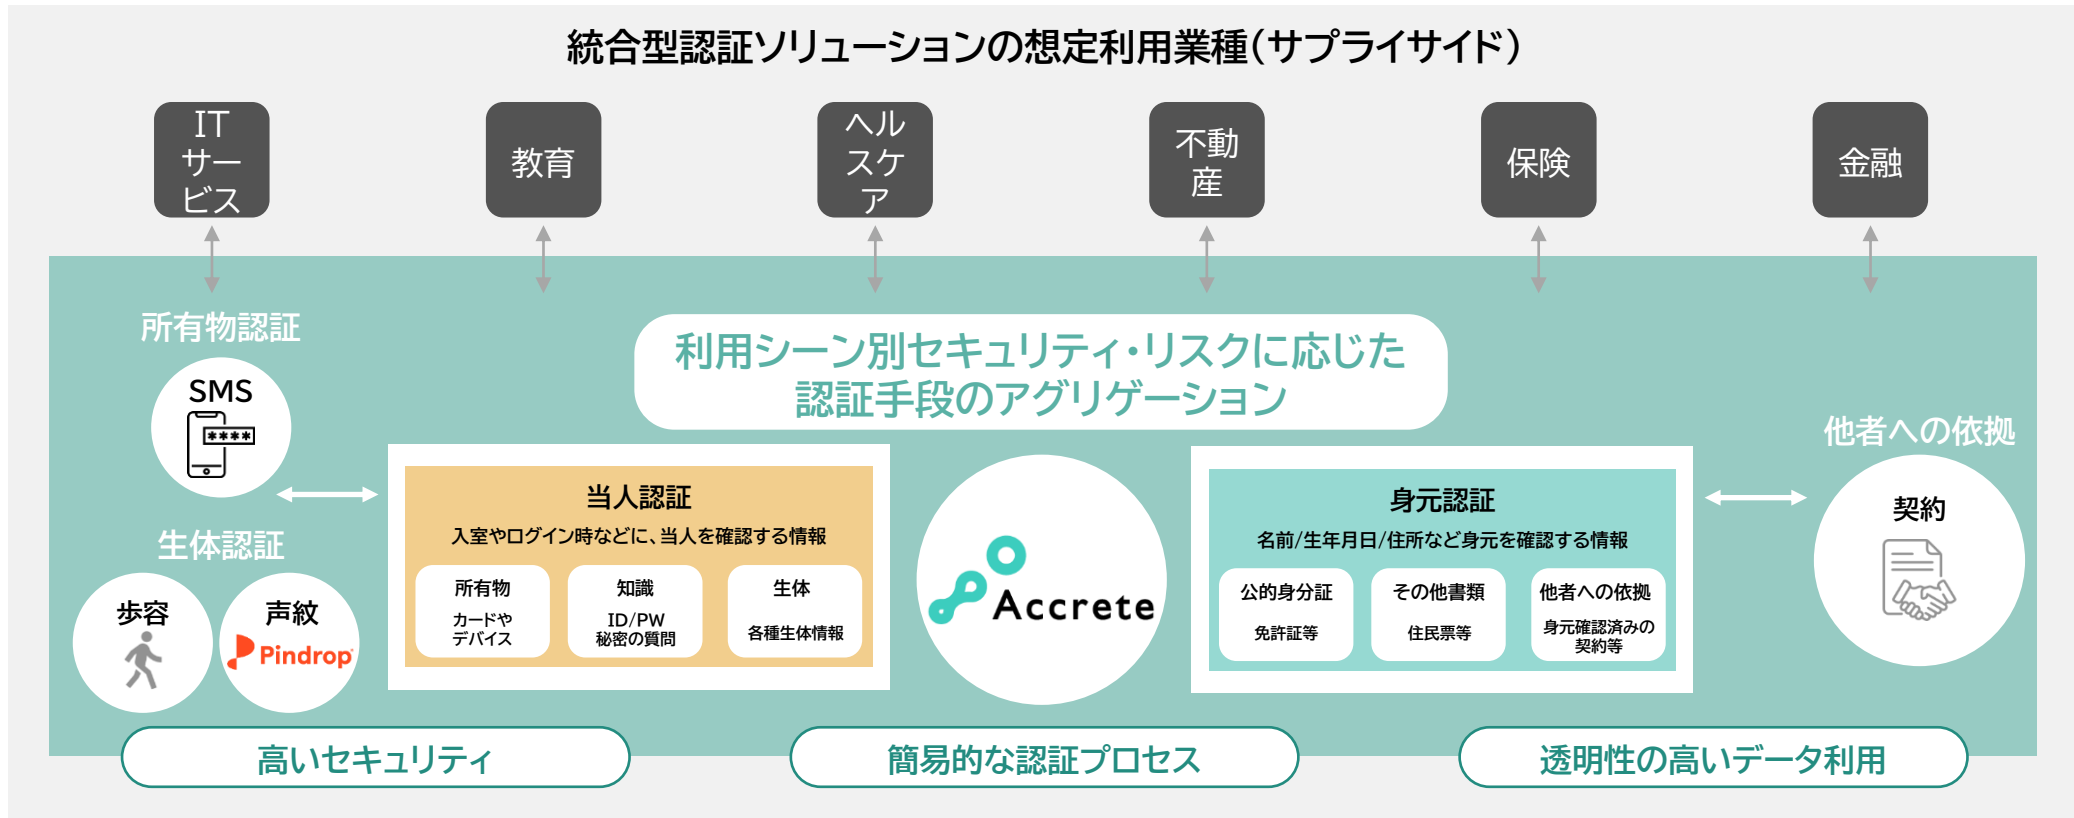 統合型認証ソリューションの想定利用業種(サプライサイド)
IT
サー
ビス
教育
ヘル
スケ
ア
不動
産
保険
金融
利用シーン別セキュリティ・リスクに応じた
認証手段のアグリゲーション
所有物認証
SMS
****
生体認証
歩容
声紋
Pindrop
当人認証
入室やログイン時などに、当人を確認する情報
所有物
カードや
デバイス
知識
ID/PW
秘密の質問
生体
各種生体情報
Accrete
身元認証
名前/生年月日/住所など身元を確認する情報
公的身分証
免許証等
その他書類
住民票等
他者への依拠
身元確認済みの
契約等
他者への依拠
契約
高いセキュリティ
簡易的な認証プロセス
透明性の高いデータ利用